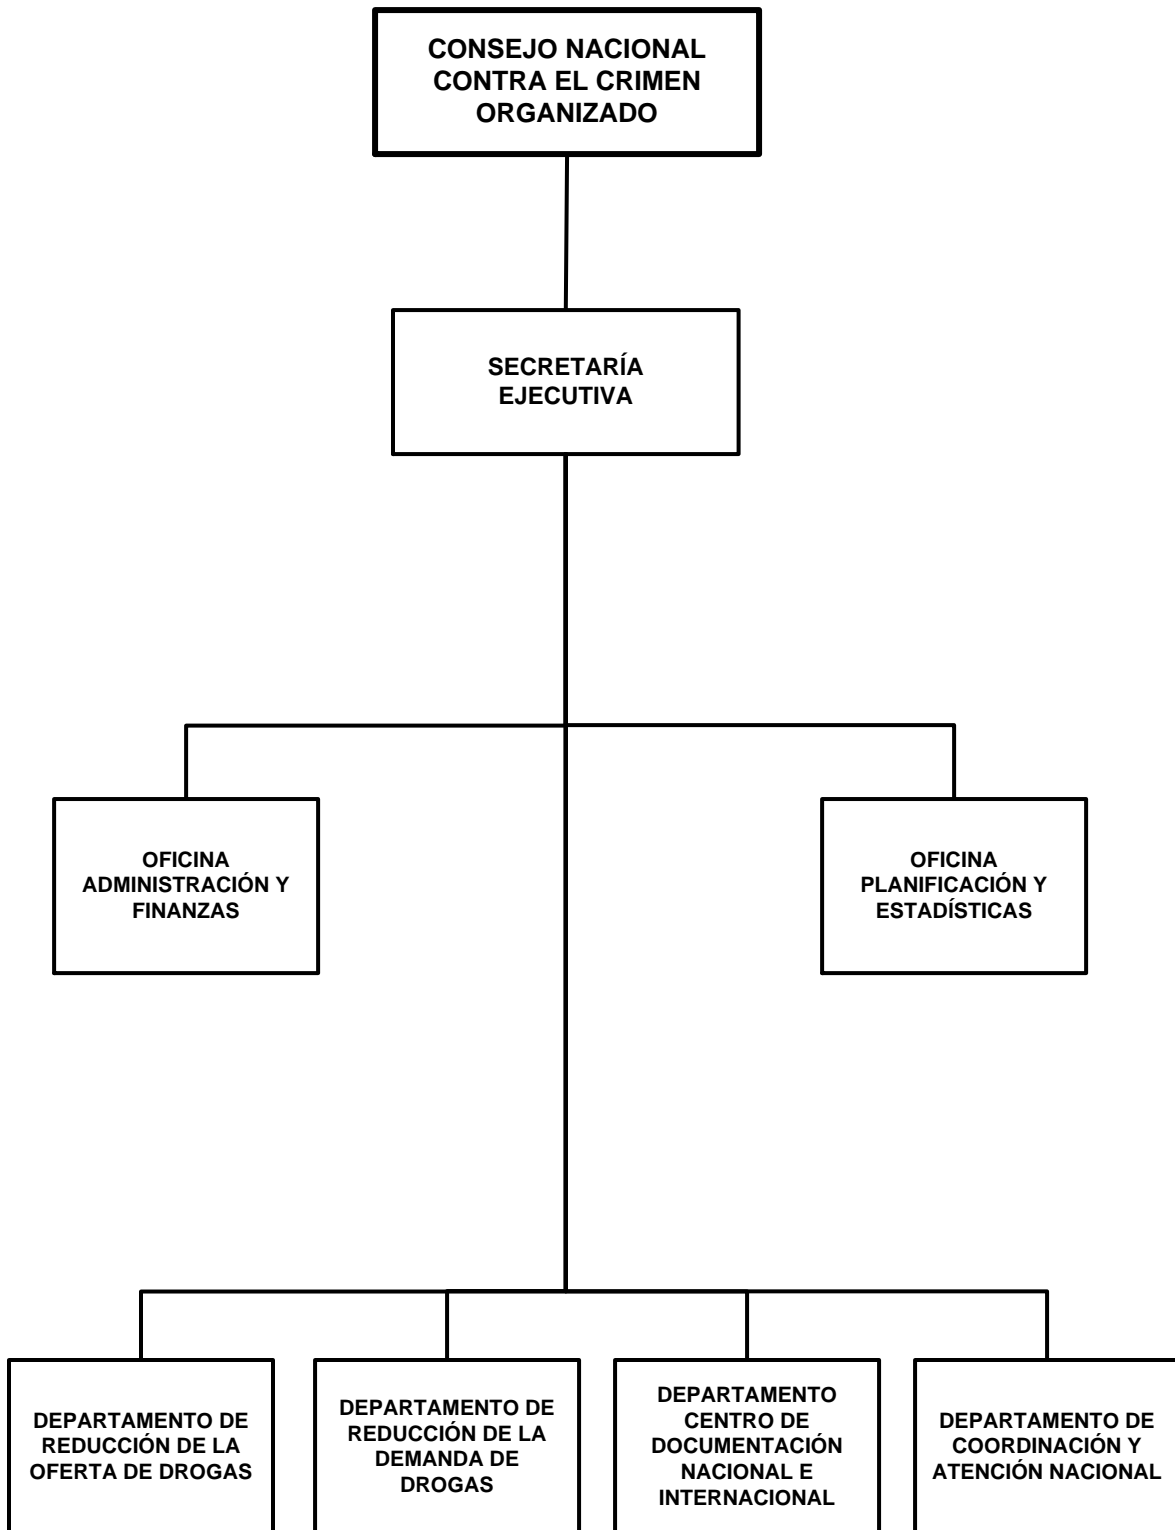 CONSEJO NACIONAL
CONTRA EL CRIMEN
ORGANIZADO
SECRETARÍA
EJECUTIVA
OFICINA
ADMINISTRACIÓN Y
FINANZAS
OFICINA
PLANIFICACIÓN Y
ESTADÍSTICAS
DEPARTAMENTO DE
REDUCCIÓN DE LA
OFERTA DE DROGAS
DEPARTAMENTO DE
REDUCCIÓN DE LA
DEMANDA DE
DROGAS
DEPARTAMENTO
CENTRO DE
DOCUMENTACIÓN
NACIONAL E
INTERNACIONAL
DEPARTAMENTO DE
COORDINACIÓN Y
ATENCIÓN NACIONAL